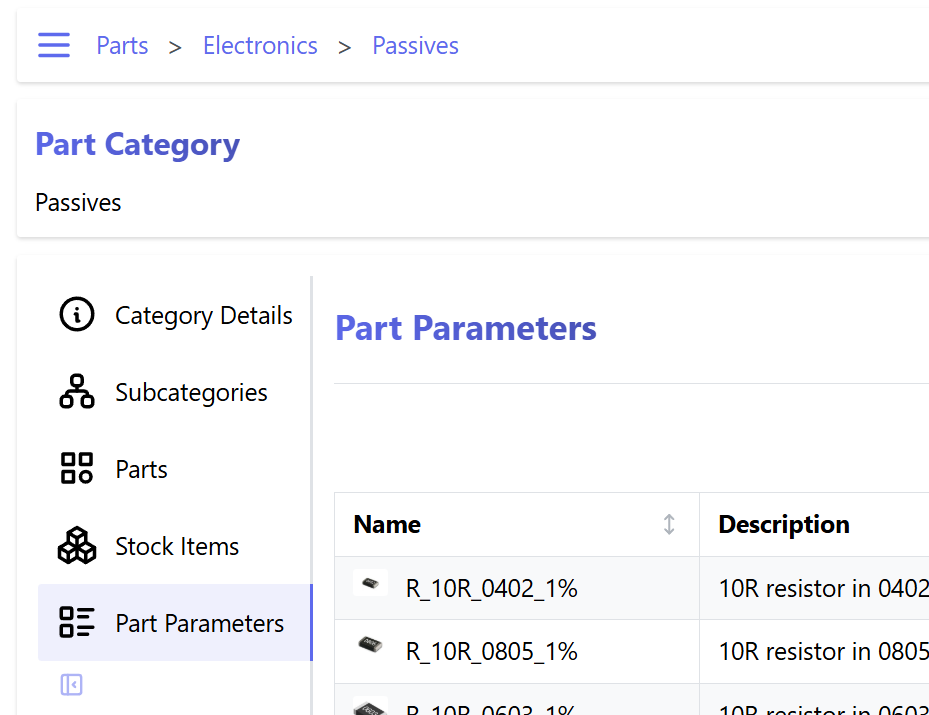 Parts > Electronics > Passives
Part Category
Passives
Category Details
Subcategories
Parts
Stock Items
Part Parameters
Part Parameters
Name Description
R_10R_0402_1% 10R resistor in 0402
R_10R_0805_1% 10R resistor in 0805
R_10R_0603_1% 10R resistor in 0603